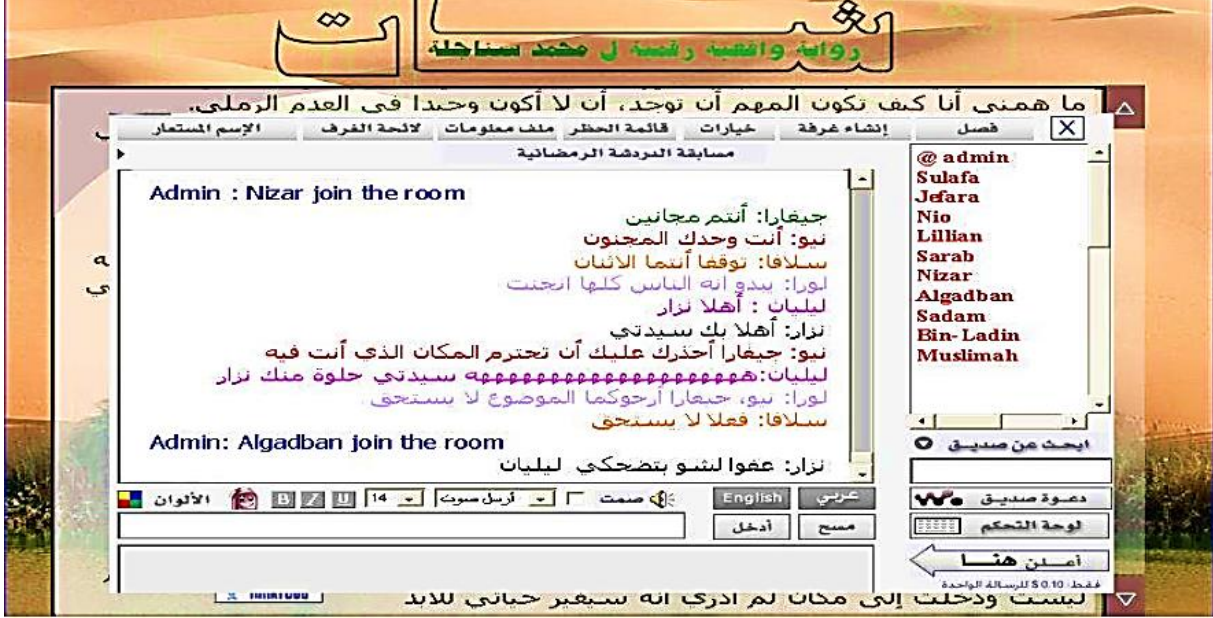 شات
رواية واقعية رقمية ل محمد سناجلة
ما همني أنا كيف تكون المهم أن توجد، أن لا أكون وحيدا في العدم الرملي.
فصل إنشاء غرفة خيارات قائمة الحظر ملف معلومات لائحة الغرف الإسم المستعار
مسابقة الدردشة الرمضانية
Admin : Nizar join the room
جيفارا: أنتم مجانين
نيو: أنت وحدك المجنون
سلافا: توقفا أنتما الاثنان
لورا: يبدو انه الناس كلها انجنت
ليليان : أهلا نزار
نزار: أهلا بك سيدتي
نيو: جيفارا أحذرك عليك أن تحترم المكان الذي أنت فيه
ليليان:هههههههههههههههههههه سيدتي حلوة منك نزار
لورا: نيو، جيفارا أرجوكما الموضوع لا يستحق
سلافا: فعلا لا يستحق
Admin: Algadban join the room
نزار: عفوا لشو بتضحكي ليليان
@ admin
Sulafa
Jefara
Nio
Lillian
Sarab
Nizar
Algadban
Sadam
Bin-Ladin
Muslimah
ابحث عن صديق
دعوة صديق
لوحة التحكم
أعلن هنا
فقط: 0.10 $ للرسالة الواحدة
عربي English صمت أرسل صوت 14 U I B الألوان
مسح أدخل
ليست ودخلت إلى مكان لم أدري أنه سيغير حياتي للأبد